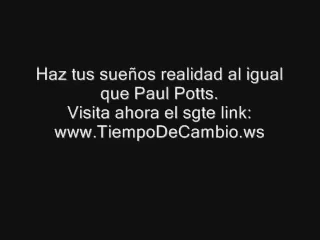 Haz tus sueños realidad al igual
que Paul Potts.
Visita ahora el sgte link:
www.TiempoDeCambio.ws